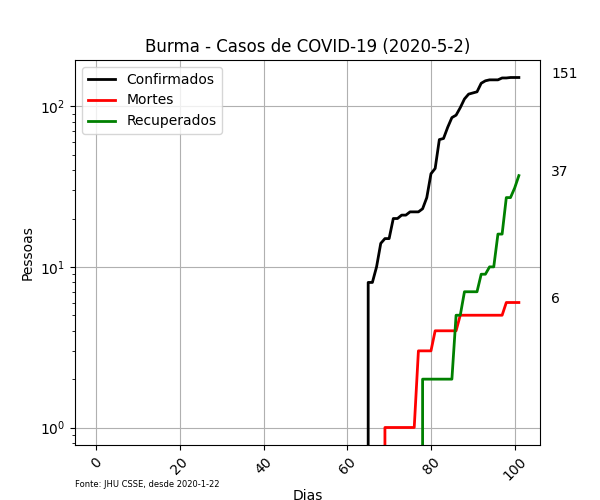 Burma - Casos de COVID-19 (2020-5-2)
Confirmados
Mortes
Recuperados
151
37
6
10²
10¹
10⁰
Pessoas
0
20
40
60
80
100
Fonte: JHU CSSE, desde 2020-1-22
Dias